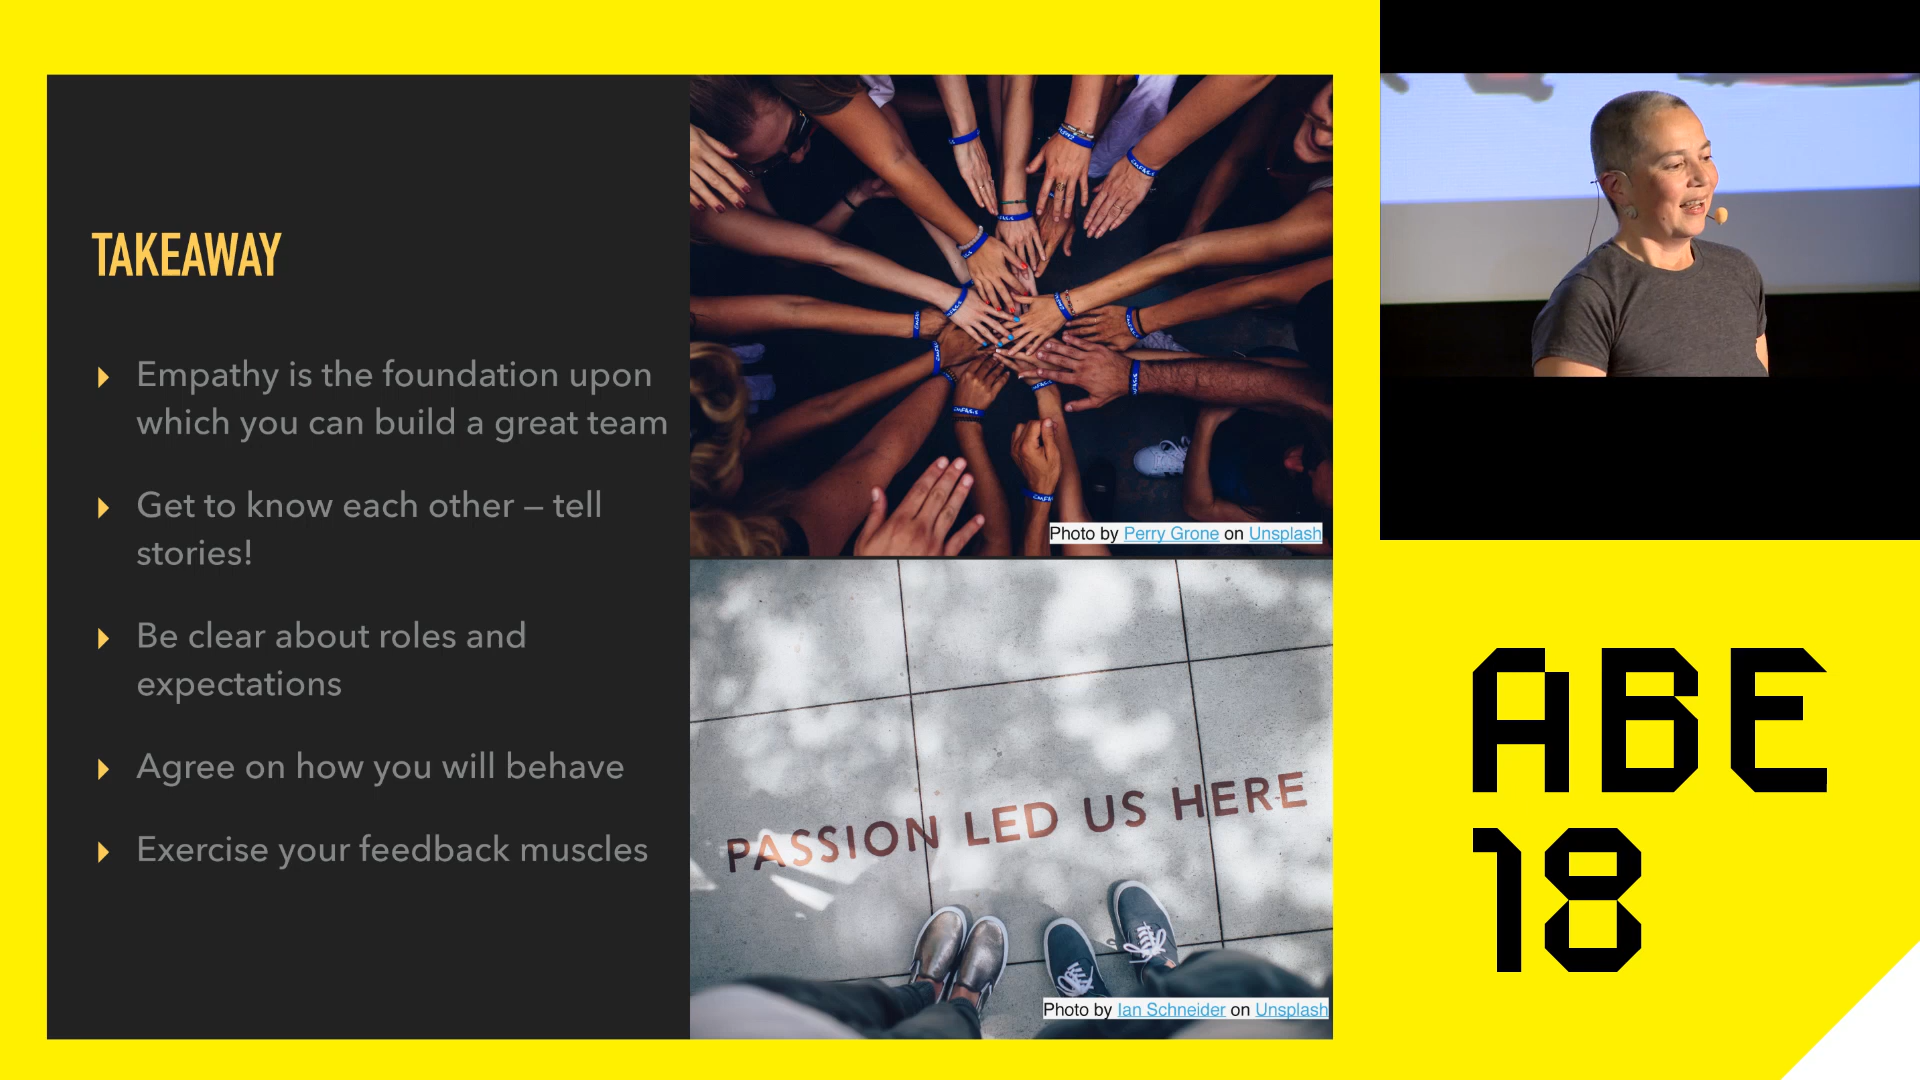 TAKEAWAY
Empathy is the foundation upon
which you can build a great team
Get to know each other – tell
stories!
Be clear about roles and
expectations
Agree on how you will behave
Exercise your feedback muscles
Photo by Perry Grone on Unsplash
PASSION LED US HERE
Photo by Ian Schneider on Unsplash
ABE
18